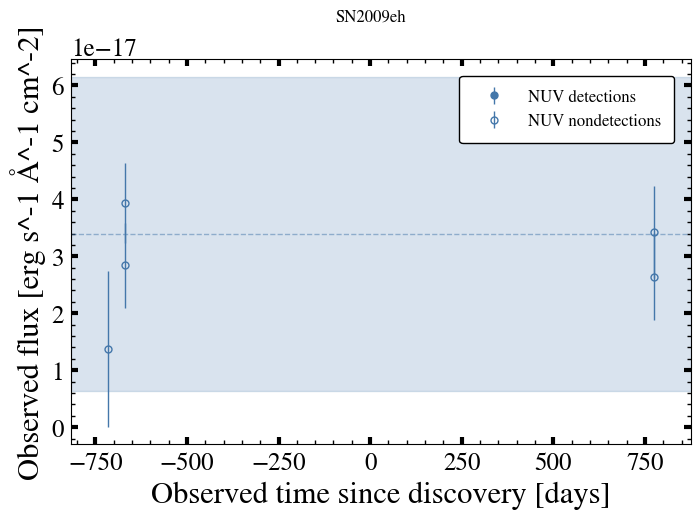 SN2009eh
1e−17
6
5
4
3
2
1
0
Observed flux [erg s^-1 Å^-1 cm^-2]
NUV detections
NUV nondetections
−750
−500
−250
0
250
500
750
Observed time since discovery [days]